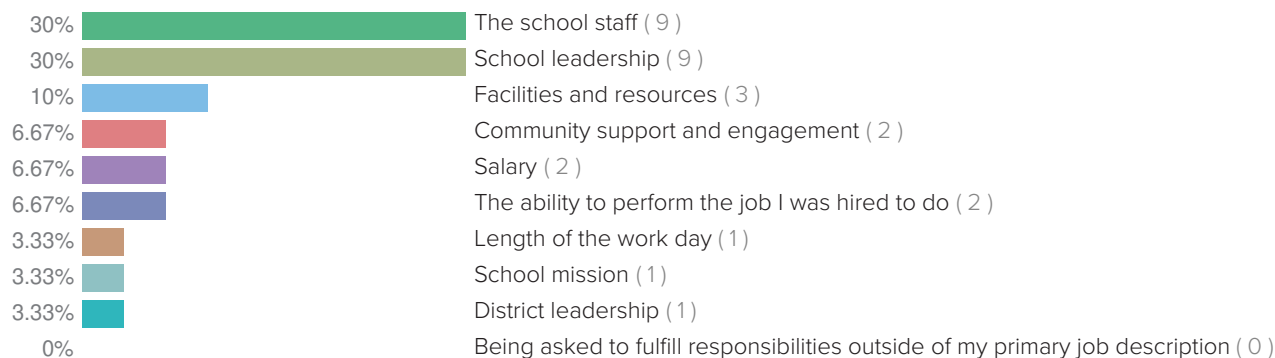 30% The school staff ( 9 )
30% School leadership ( 9 )
10% Facilities and resources ( 3 )
6.67% Community support and engagement ( 2 )
6.67% Salary ( 2 )
6.67% The ability to perform the job I was hired to do ( 2 )
3.33% Length of the work day ( 1 )
3.33% School mission ( 1 )
3.33% District leadership ( 1 )
0% Being asked to fulfill responsibilities outside of my primary job description ( 0 )